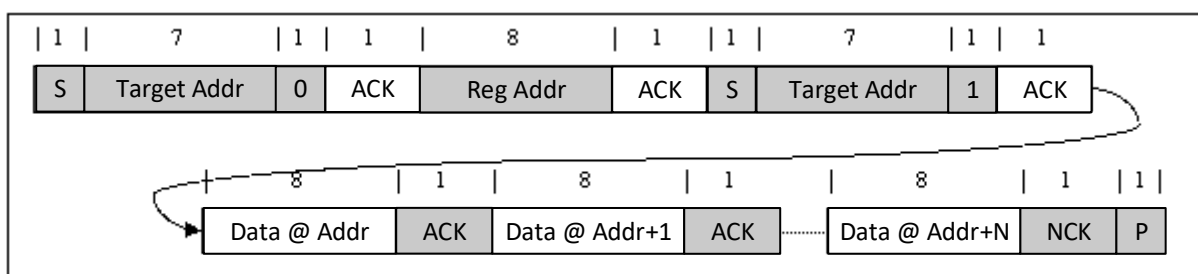 | 1 | 7 | 1 | 1 | 8 | 1 | 1 | 7 | 1 | 1
S Target Addr 0 ACK Reg Addr ACK S Target Addr 1 ACK
| 8 | 1 | 8 | 1 | 8 | 1 | 1 |
Data @ Addr ACK Data @ Addr+1 ACK Data @ Addr+N NCK P